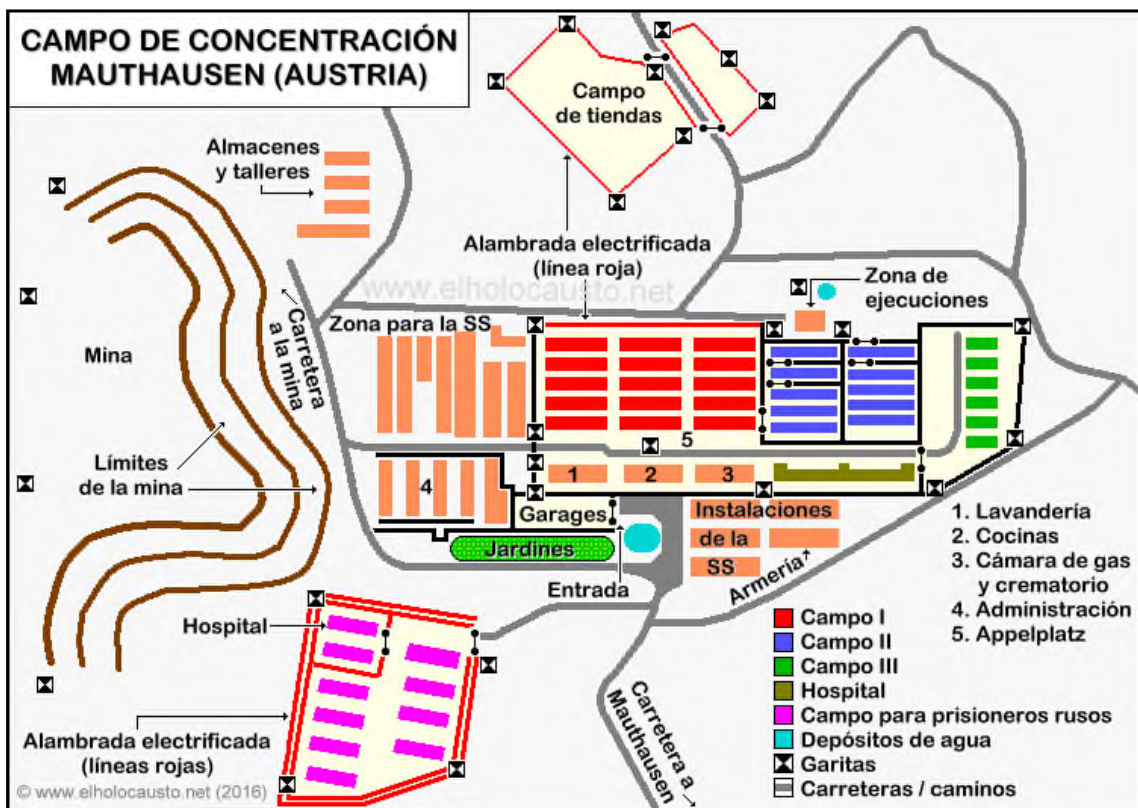 CAMPO DE CONCENTRACIÓN
MAUTHAUSEN (AUSTRIA)
Campo
de tiendas
Almacenes
y talleres
Alambrada electrificada
(línea roja)
www.elholocausto.net
Zona de
ejecuciones
Zona para la SS
Carretera
a la mina
Mina
Límites
de la mina
5
1
2
3
4
Garages
Instalaciones
de la
SS
Jardines
Entrada
Armería
Hospital
Carretera a
Mauthausen
Alambrada electrificada
(líneas rojas)
1. Lavandería
2. Cocinas
3. Cámara de gas
y crematorio
4. Administración
5. Appelplatz
Campo I
Campo II
Campo III
Hospital
Campo para prisioneros rusos
Depósitos de agua
Garitas
Carreteras / caminos
© www.elholocausto.net (2016)